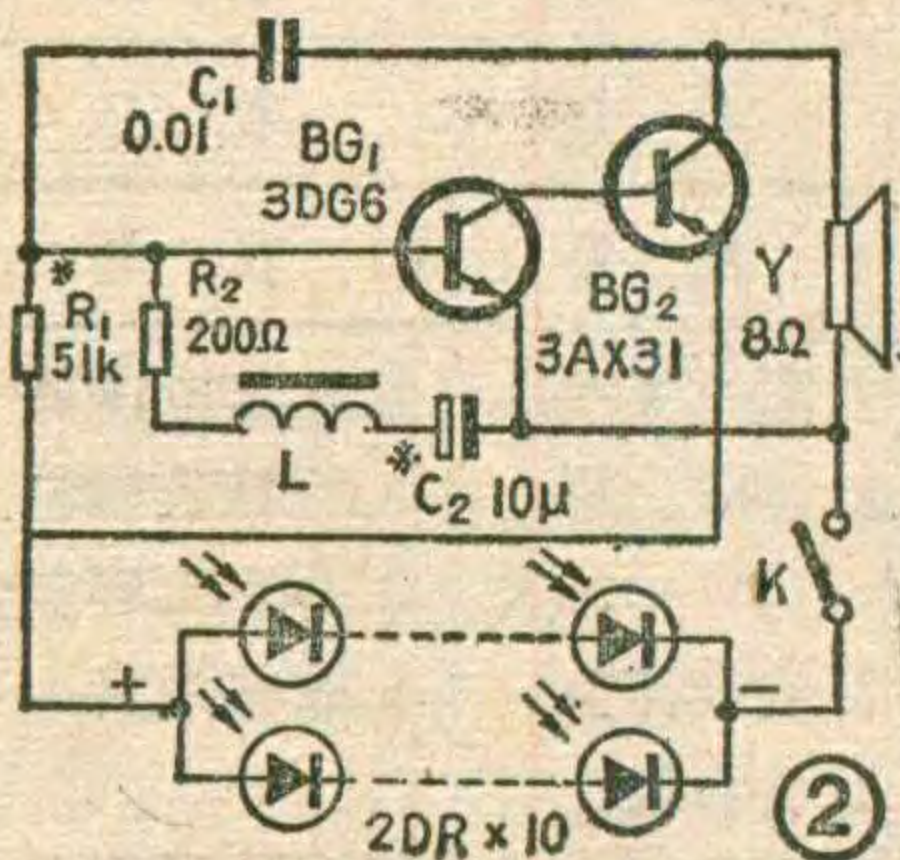 C₁
0.01
BG₁
3DG6
* R₁
51k
R₂
200Ω
BG₂
3AX31
Y
8Ω
L
* C₂ 10μ
K
+
−
2DR × 10
②